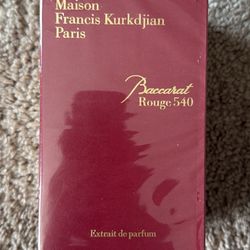 Maison
Francis Kurkdjian
Paris
Baccarat
Rouge 540
Extrait de parfum